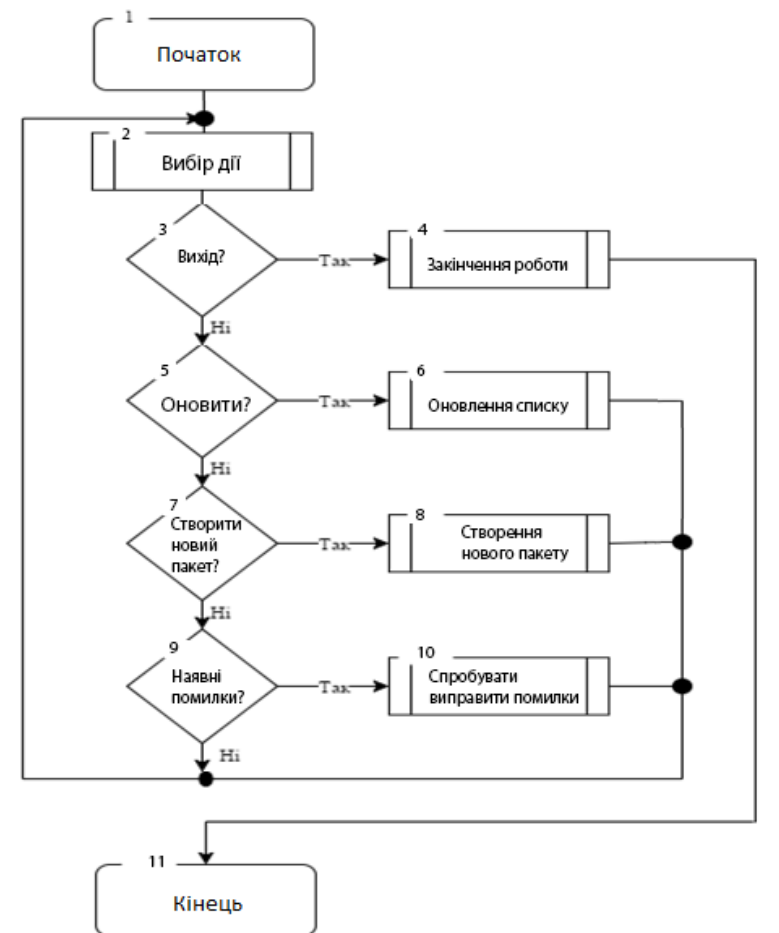 1
Початок
2
Вибір дії
3
Вихід?
Так
4
Закінчення роботи
Ні
5
Оновити?
Так
6
Оновлення списку
Ні
7
Створити
новий
пакет?
Так
8
Створення
нового пакету
Ні
9
Наявні
помилки?
Так
10
Спробувати
виправити помилки
Ні
11
Кінець